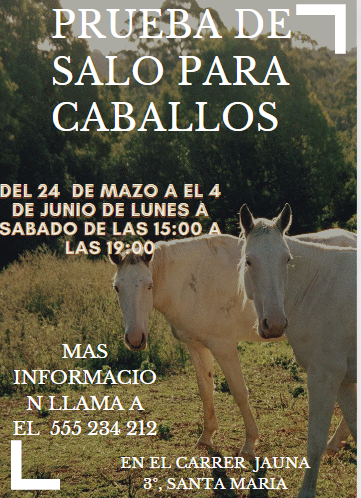 PRUEBA DE
SALO PARA
CABALLOS
DEL 24 DE MAZO A EL 4
DE JUNIO DE LUNES A
SABADO DE LAS 15:00 A
LAS 19:00
MAS
INFORMACIO
N LLAMA A
EL 555 234 212
EN EL CARRER JAUNA
3º, SANTA MARIA